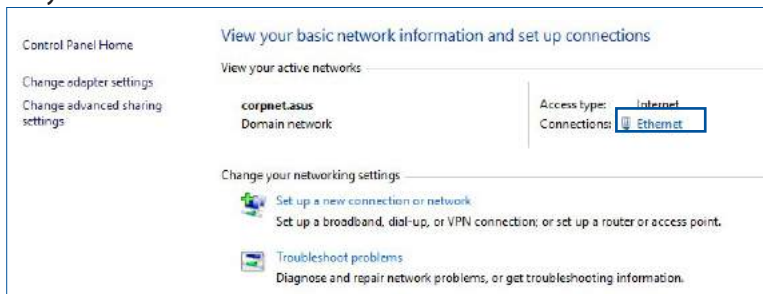 Control Panel Home
Change adapter settings
Change advanced sharing
settings
View your basic network information and set up connections
View your active networks
corpnet.asus
Domain network
Access type: Internet
Connections: Ethernet
Change your networking settings
Set up a new connection or network
Set up a broadband, dial-up, or VPN connection; or set up a router or access point.
Troubleshoot problems
Diagnose and repair network problems, or get troubleshooting information.